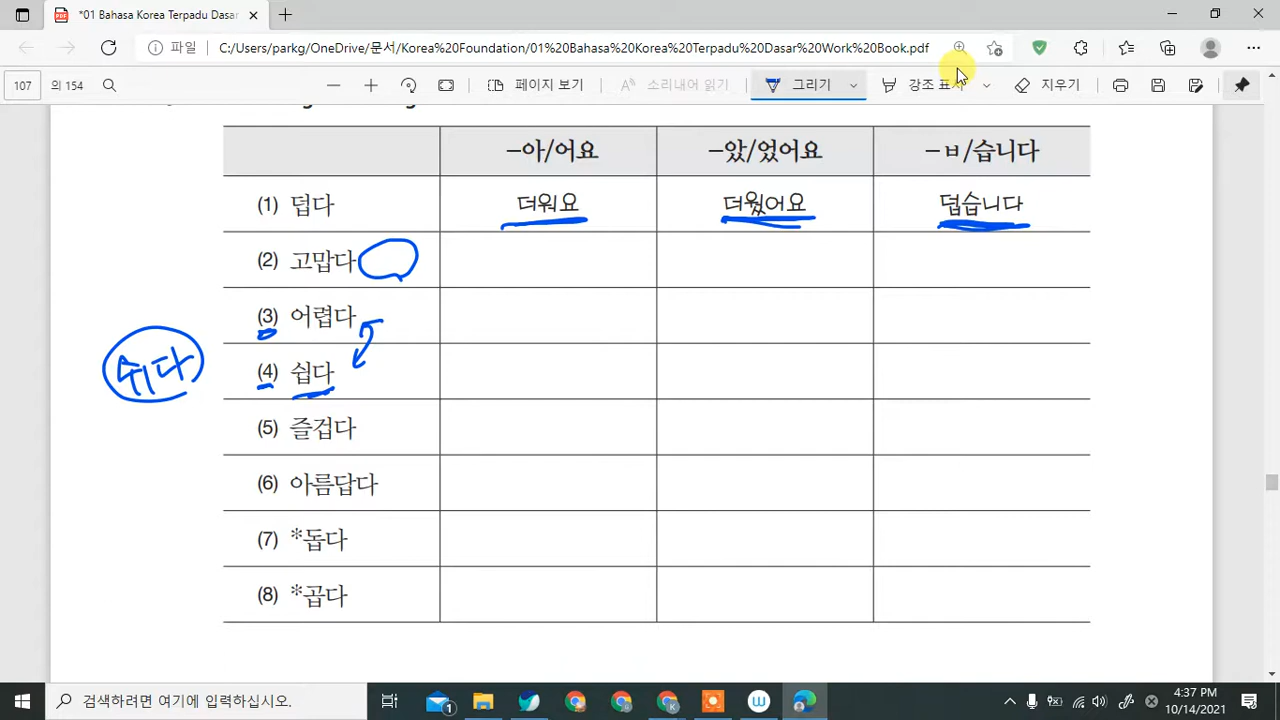 *01 Bahasa Korea Terpadu Dasar
파일 C:/Users/parkg/OneDrive/문서/Korea%20Foundation/01%20Bahasa%20Korea%20Terpadu%20Dasar%20Work%20Book.pdf
107 의 154 페이지 보기 소리내어 읽기 그리기 강조 표시 지우기
-아/어요 -았/었어요 -ㅂ/습니다
(1) 덥다 더워요 더웠어요 덥습니다
(2) 고맙다
(3) 어렵다
쉬다
(4) 쉽다
(5) 즐겁다
(6) 아름답다
(7) *돕다
(8) *곱다
검색하려면 여기에 입력하십시오.
4:37 PM
10/14/2021